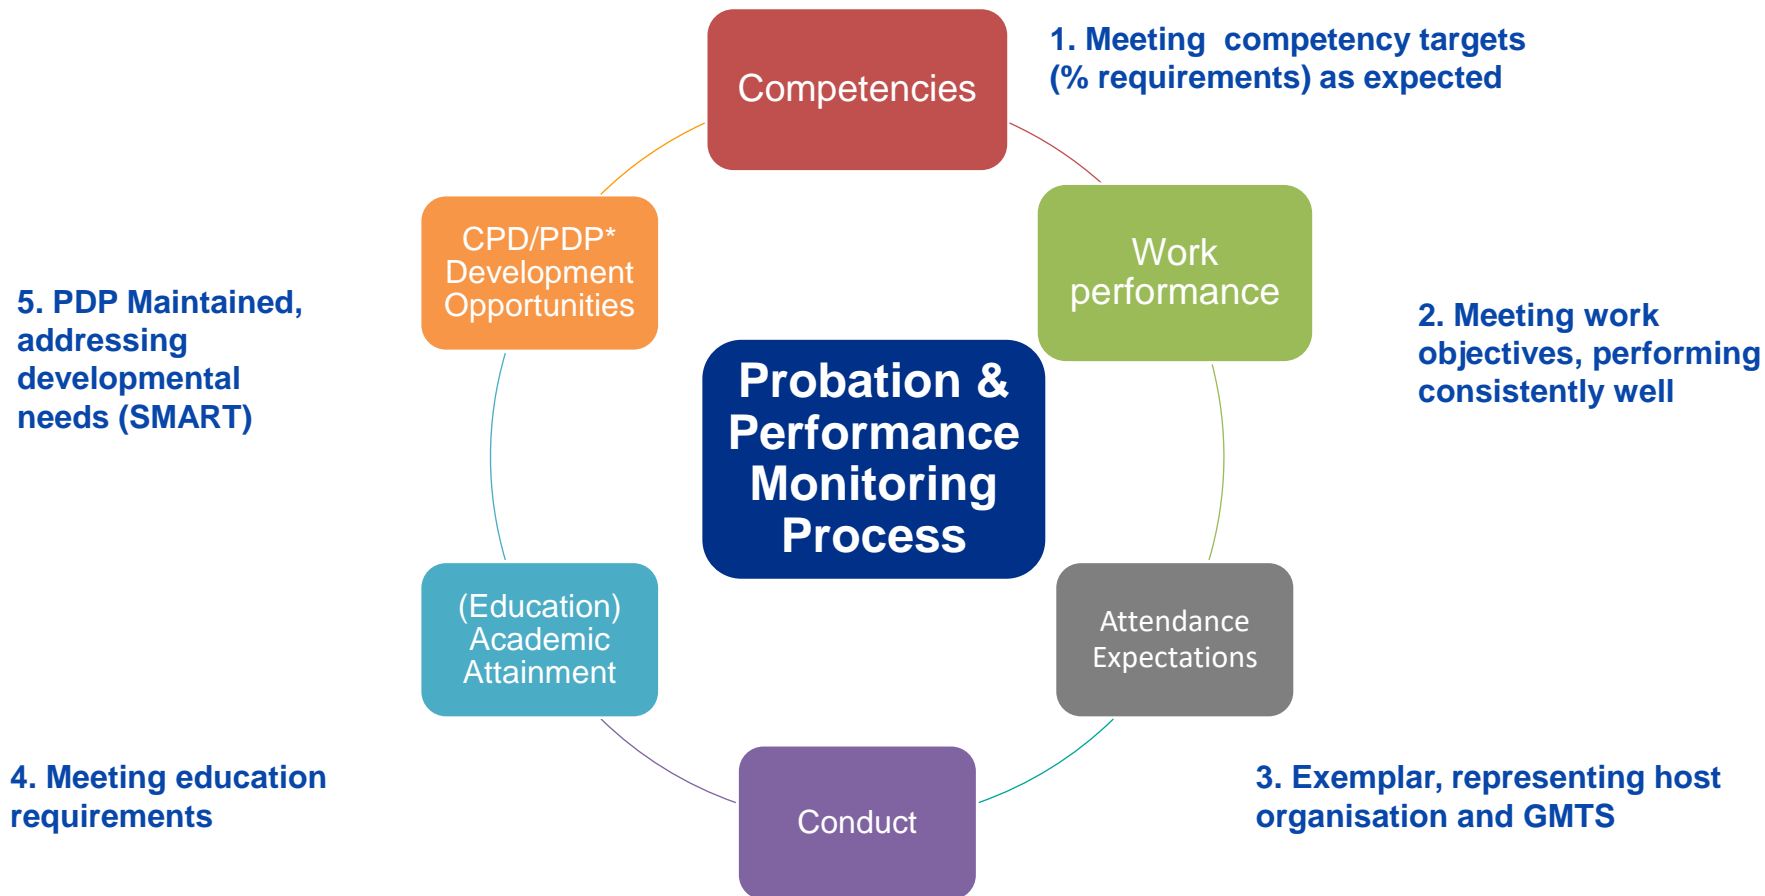 Competencies
1. Meeting  competency targets
(% requirements) as expected
Work
performance
2. Meeting work
objectives, performing
consistently well
Attendance
Expectations
3. Exemplar, representing host
organisation and GMTS
Conduct
(Education)
Academic
Attainment
4. Meeting education
requirements
CPD/PDP*
Development
Opportunities
5. PDP Maintained,
addressing
developmental
needs (SMART)
Probation &
Performance
Monitoring
Process